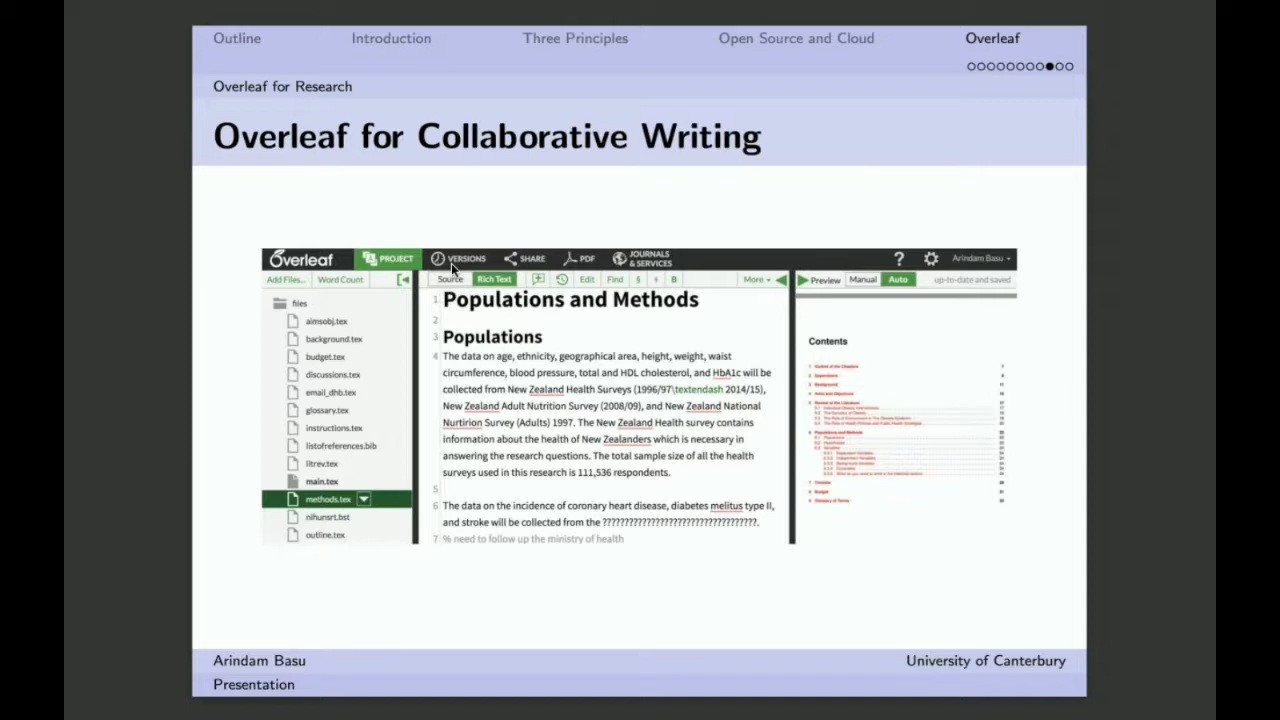 Outline Introduction Three Principles Open Source and Cloud Overleaf
Overleaf for Research
Overleaf for Collaborative Writing
Overleaf PROJECT VERSIONS SHARE PDF JOURNALS & SERVICES ? Arindam Basu
Add Files... Word Count Source Rich Text Edit Find § B More Preview Manual Auto up-to-date and saved
files
aimsobj.tex
background.tex
budget.tex
discussions.tex
email_dhb.tex
glossary.tex
instructions.tex
listofreferences.bib
litrev.tex
main.tex
methods.tex
nihunsrt.bst
outline.tex
1 Populations and Methods
2
3 Populations
4 The data on age, ethnicity, geographical area, height, weight, waist
circumference, blood pressure, total and HDL cholesterol, and HbA1c will be
collected from New Zealand Health Surveys (1996/97\textendash 2014/15),
New Zealand Adult Nutrition Survey (2008/09), and New Zealand National
Nurtirion Survey (Adults) 1997. The New Zealand Health survey contains
information about the health of New Zealanders which is necessary in
answering the research questions. The total sample size of all the health
surveys used in this research is 111,536 respondents.
5
6 The data on the incidence of coronary heart disease, diabetes melitus type II,
and stroke will be collected from the ??????????????????????????????????.
7 % need to follow up the ministry of health
Contents
Arindam Basu University of Canterbury
Presentation